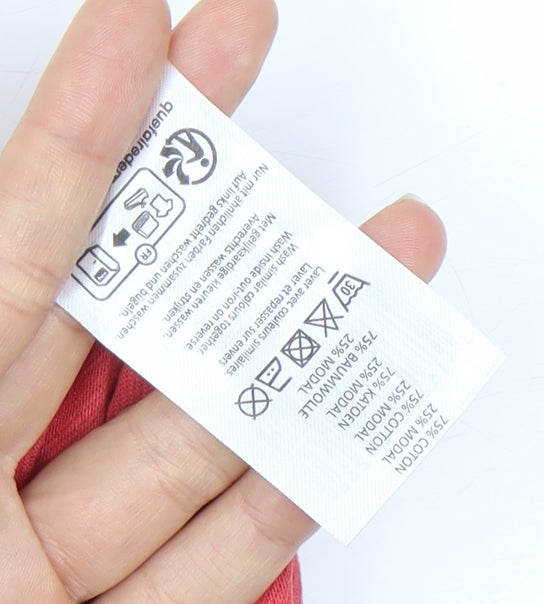 75% COTON
25% MODAL
75% COTTON
25% MODAL
75% KATOEN
25% MODAL
75% BAUMWOLLE
25% MODAL
30
Laver avec couleurs similaires
Laver et repasser sur envers
Wash similar colours together
Wash inside out-iron on reverse
Met gelijkaardige kleuren wassen.
Averechts wassen en strijken.
Nur mit ähnlichen Farben zusammen waschen.
Auf links gedreht waschen und bügeln.
FR